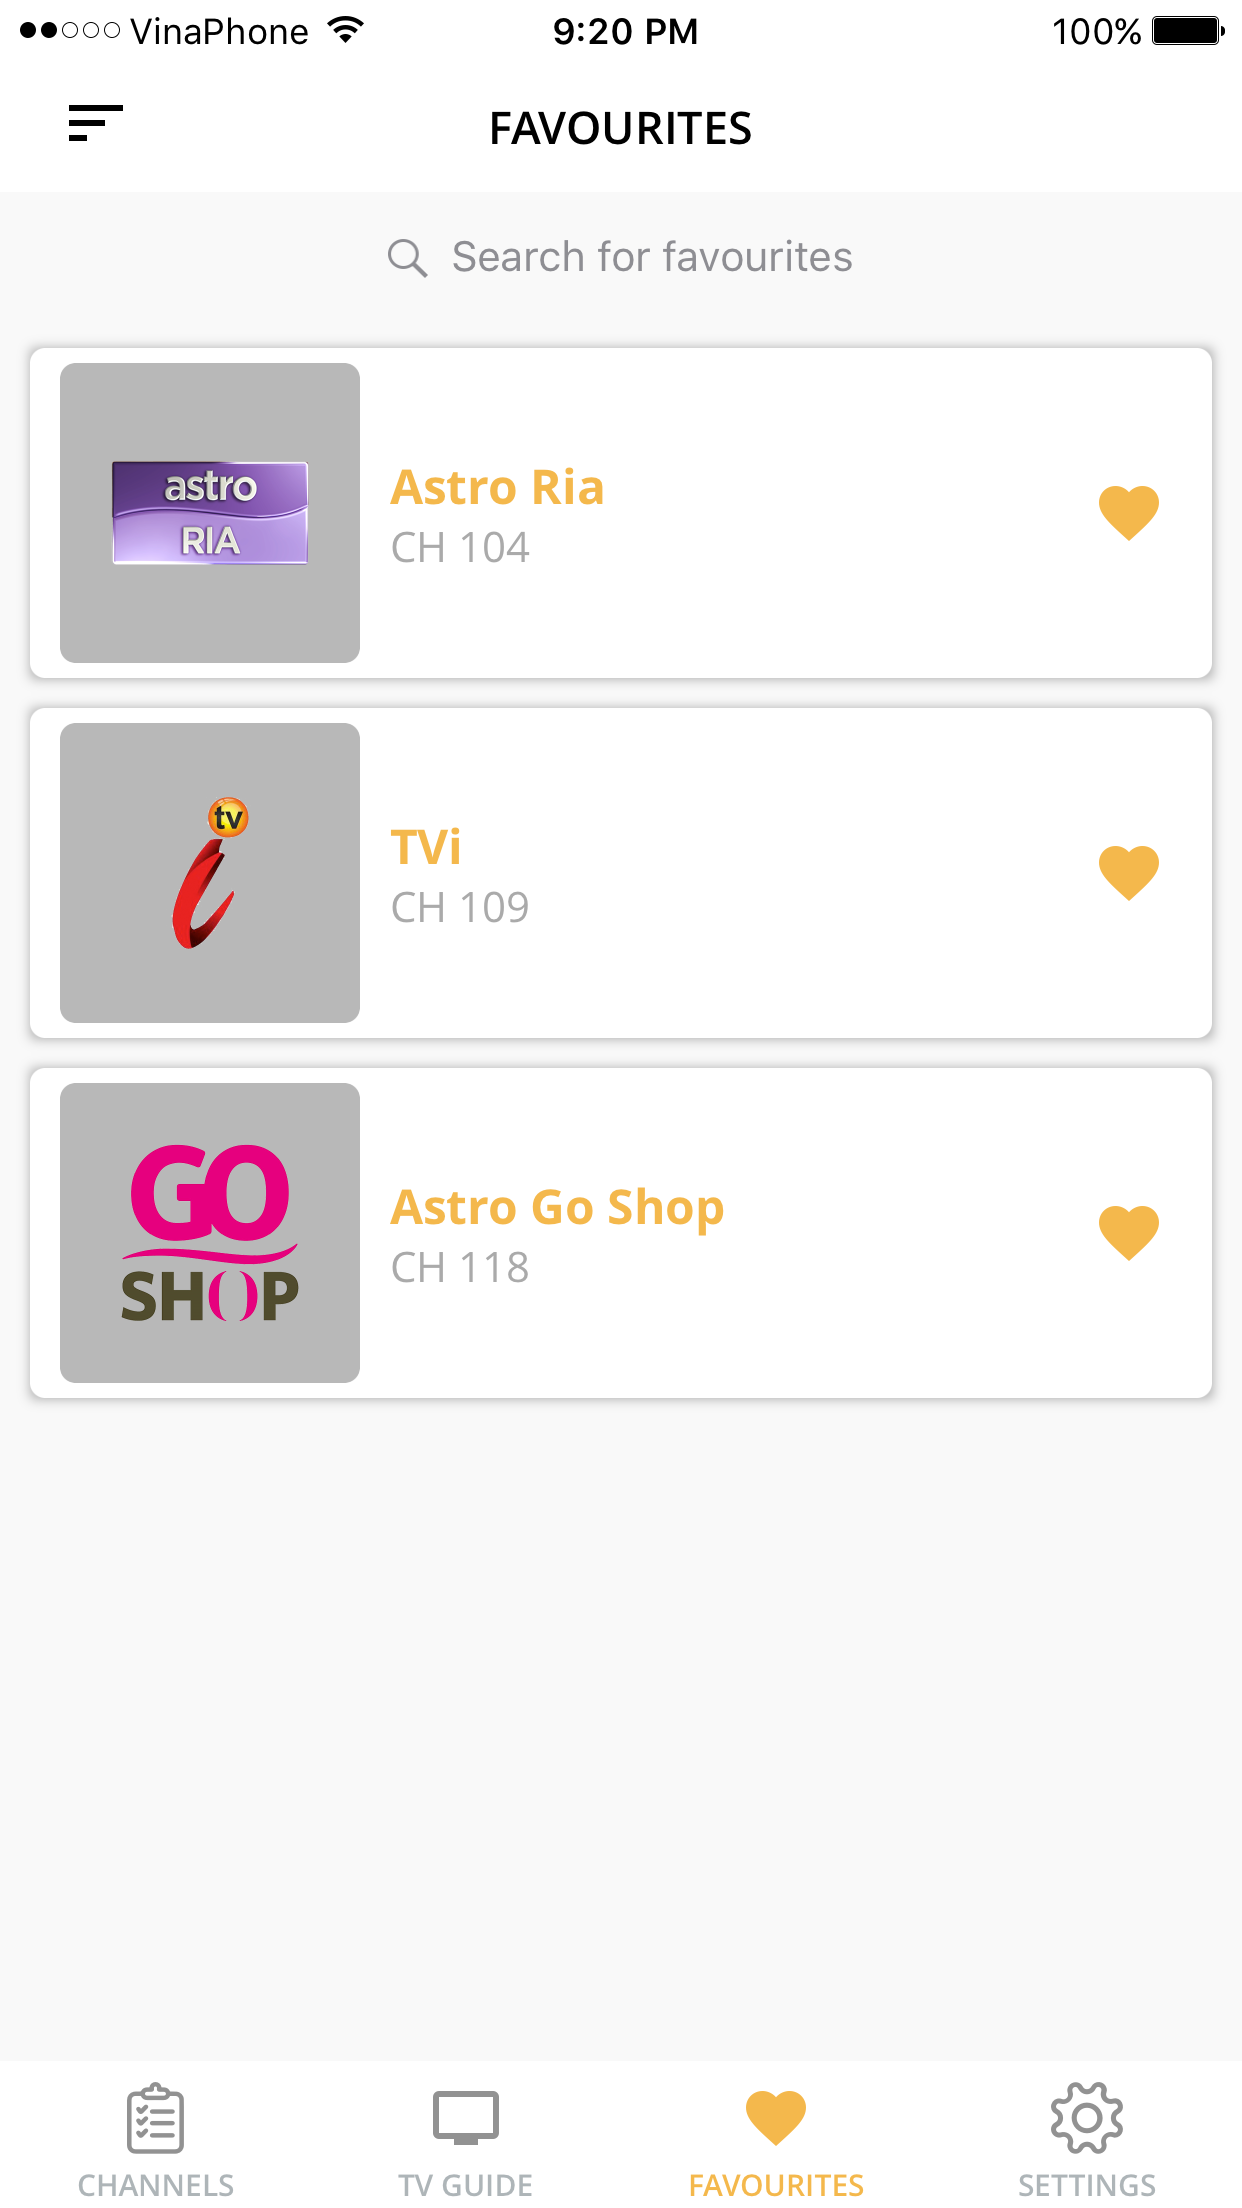 VinaPhone 9:20 PM 100%
FAVOURITES
Search for favourites
astro
RIA
Astro Ria
CH 104
tv
i
TVi
CH 109
GO
SHOP
Astro Go Shop
CH 118
CHANNELS TV GUIDE FAVOURITES SETTINGS